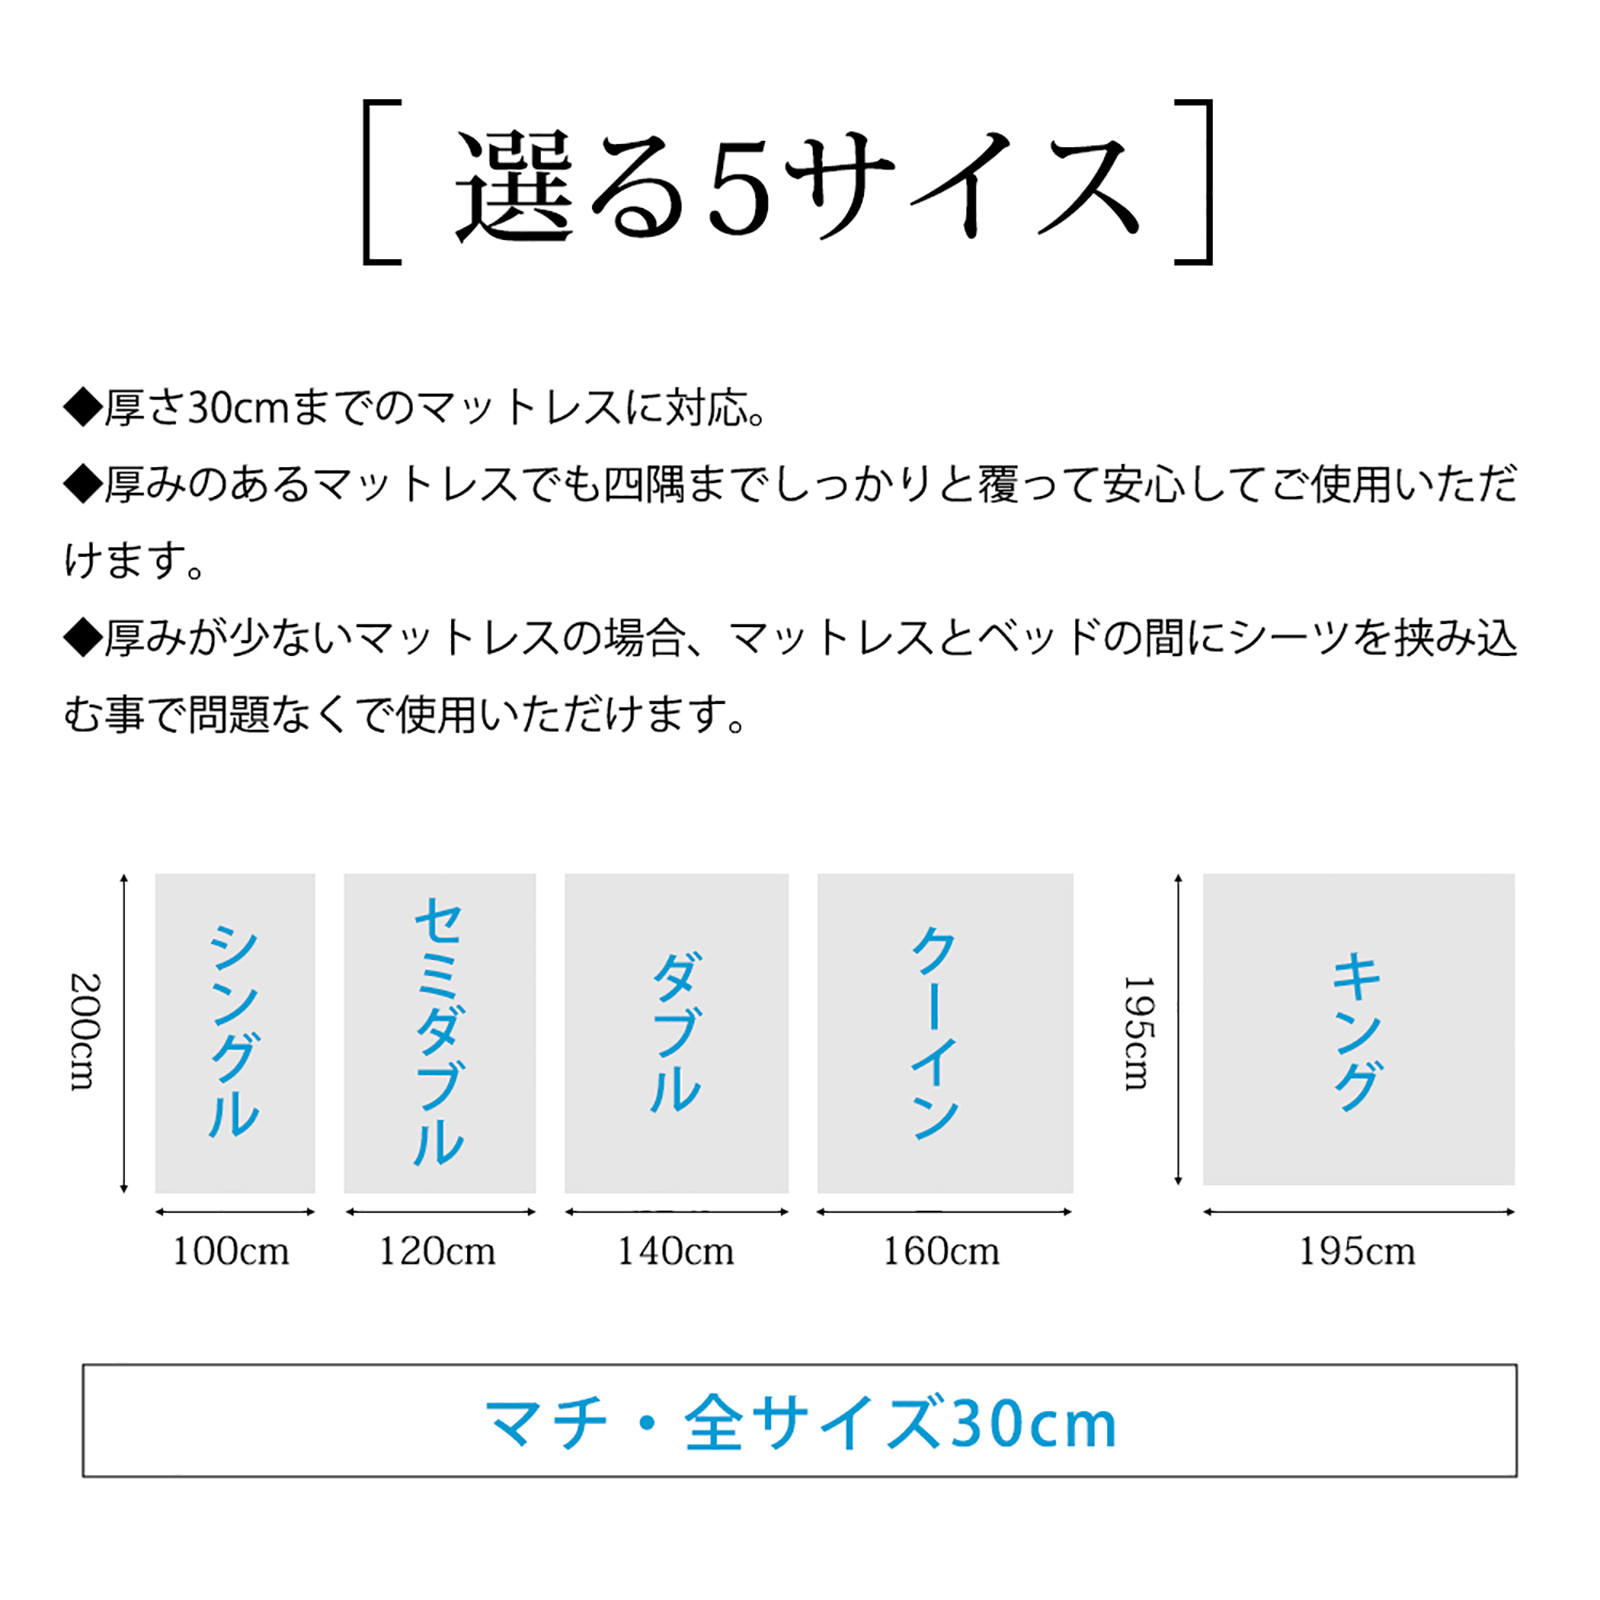 選る5サイス
◆厚さ30cmまでのマットレスに対応。
◆厚みのあるマットレスでも四隅までしっかりと覆って安心してご使用いただ
けます。
◆厚みが少ないマットレスの場合、マットレスとベッドの間にシーツを挟み込
む事で問題なくで使用いただけます。
200cm
シングル
セミダブル
ダブル
クーイン
195cm
キング
100cm
120cm
140cm
160cm
195cm
マチ・全サイズ30cm